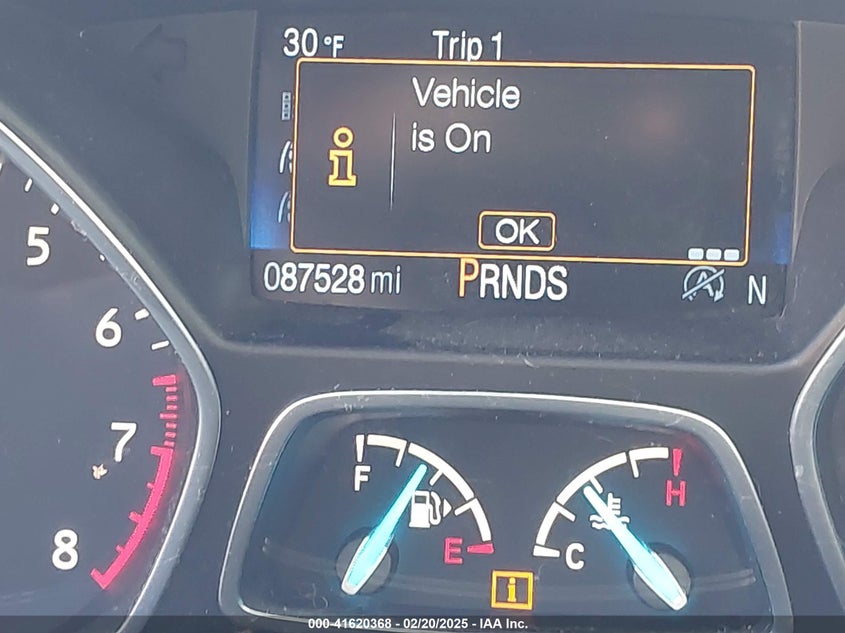 30°F Trip 1
Vehicle
is On
OK
087528 mi PRNDS N
5
6
7
8
F E
C H
000-41620368 - 02/20/2025 - IAA Inc.